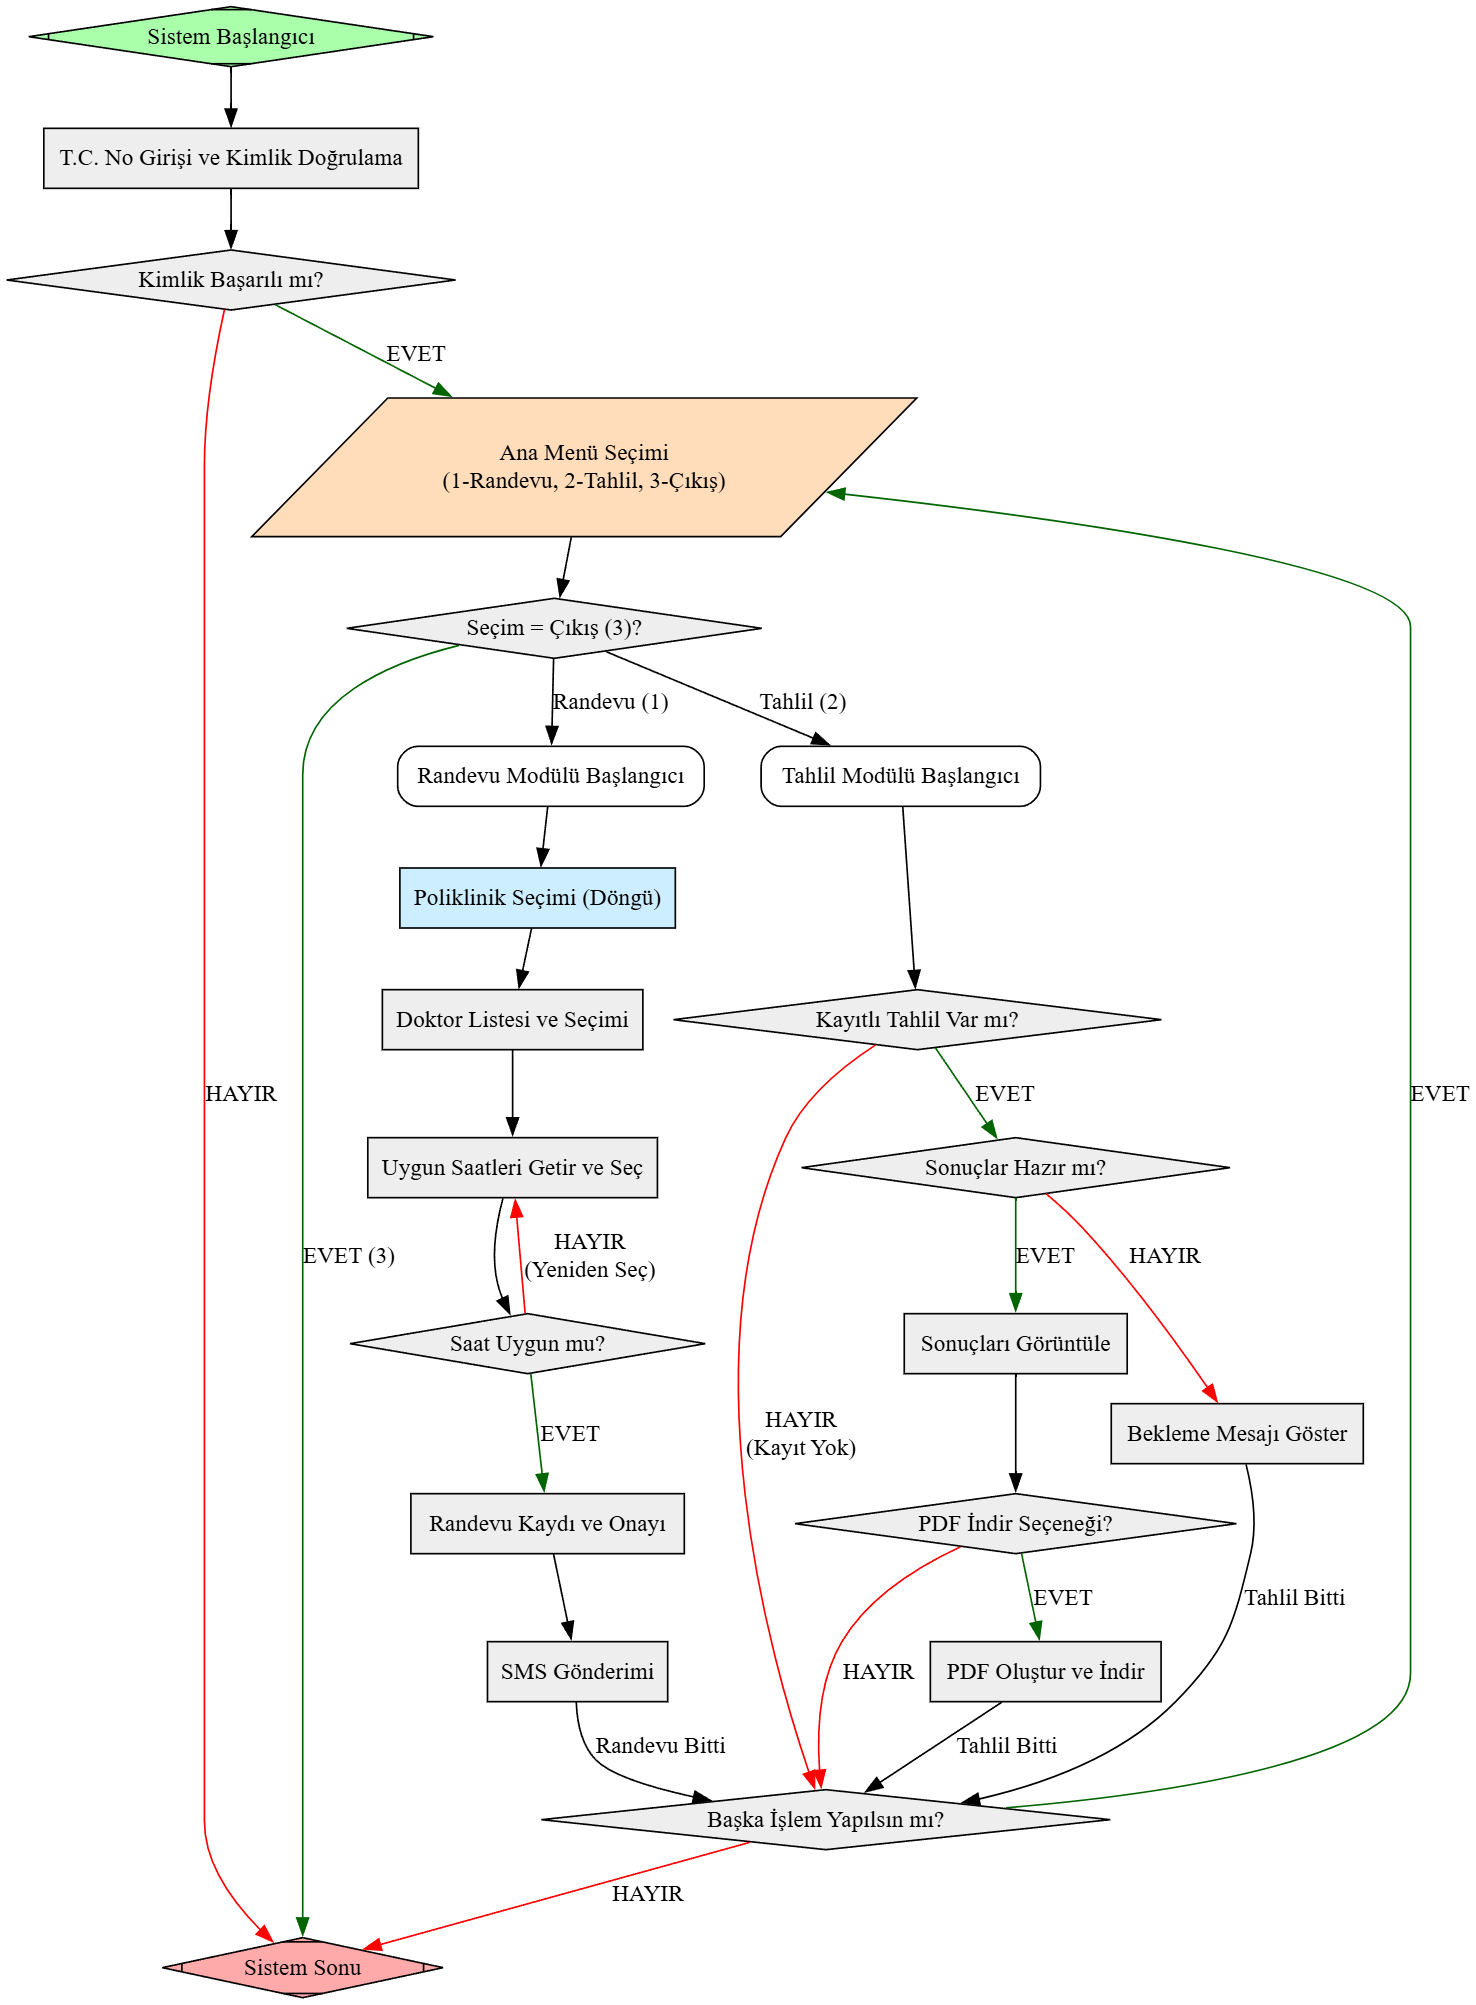 Sistem Başlangıcı
T.C. No Girişi ve Kimlik Doğrulama
Kimlik Başarılı mı?
EVET
Ana Menü Seçimi
(1-Randevu, 2-Tahlil, 3-Çıkış)
Seçim = Çıkış (3)?
Randevu (1)
Tahlil (2)
Randevu Modülü Başlangıcı
Tahlil Modülü Başlangıcı
Poliklinik Seçimi (Döngü)
Doktor Listesi ve Seçimi
Kayıtlı Tahlil Var mı?
HAYIR
EVET
EVET
Uygun Saatleri Getir ve Seç
Sonuçlar Hazır mı?
EVET (3)
HAYIR
(Yeniden Seç)
EVET
HAYIR
Saat Uygun mu?
Sonuçları Görüntüle
EVET
HAYIR
(Kayıt Yok)
Bekleme Mesajı Göster
Randevu Kaydı ve Onayı
PDF İndir Seçeneği?
EVET
Tahlil Bitti
SMS Gönderimi
HAYIR
PDF Oluştur ve İndir
Randevu Bitti
Tahlil Bitti
Başka İşlem Yapılsın mı?
HAYIR
Sistem Sonu